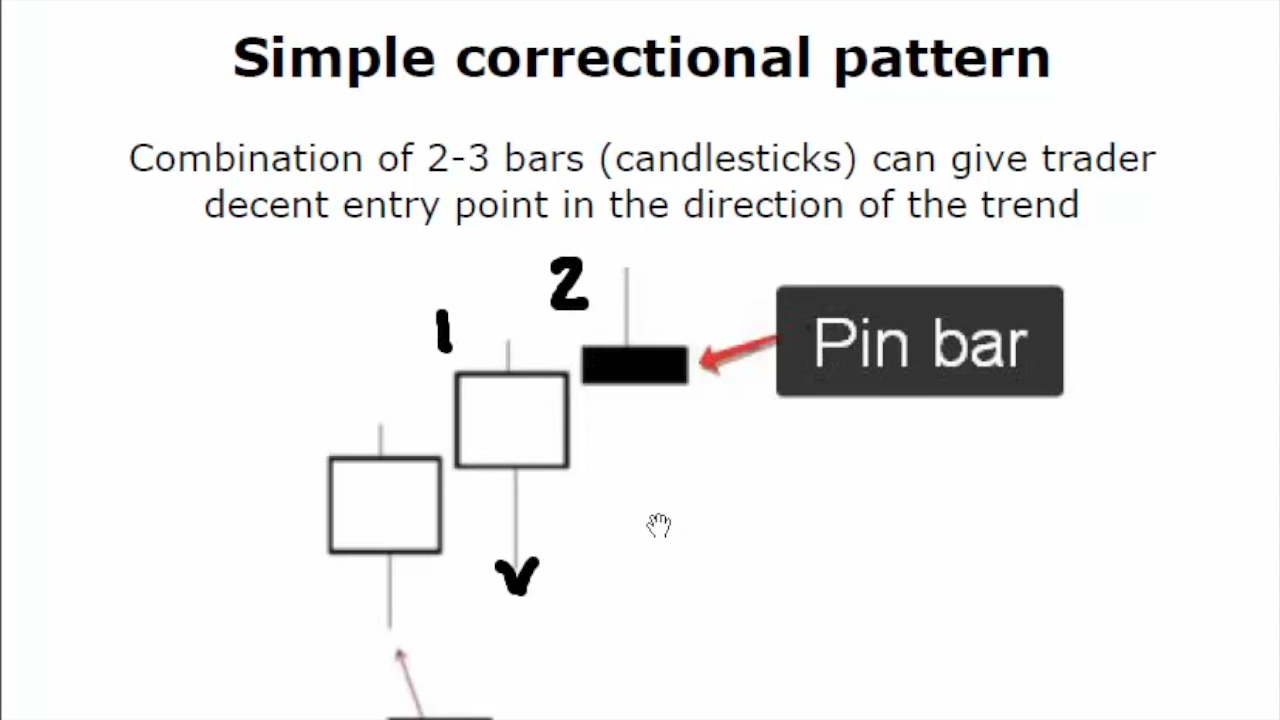 Simple correctional pattern
Combination of 2-3 bars (candlesticks) can give trader
decent entry point in the direction of the trend
2
1
Pin bar